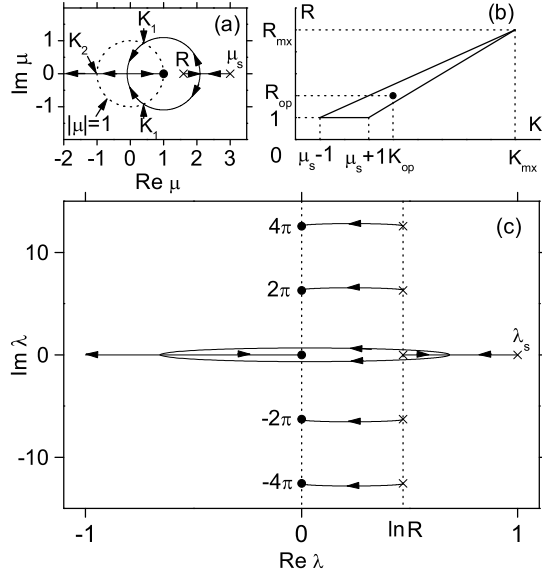 (a)
K₂
K₁
R
μₛ
1
0
-1
|μ|=1
K₁
Im μ
-2 -1 0 1 2 3
Re μ
R
(b)
Rₘₓ
Rₒₚ
1
K
0
μₛ-1
μₛ+1
Kₒₚ
Kₘₓ
(c)
10
0
-10
Im λ
4π
2π
-2π
-4π
λₛ
-1 0 lnR 1
Re λ